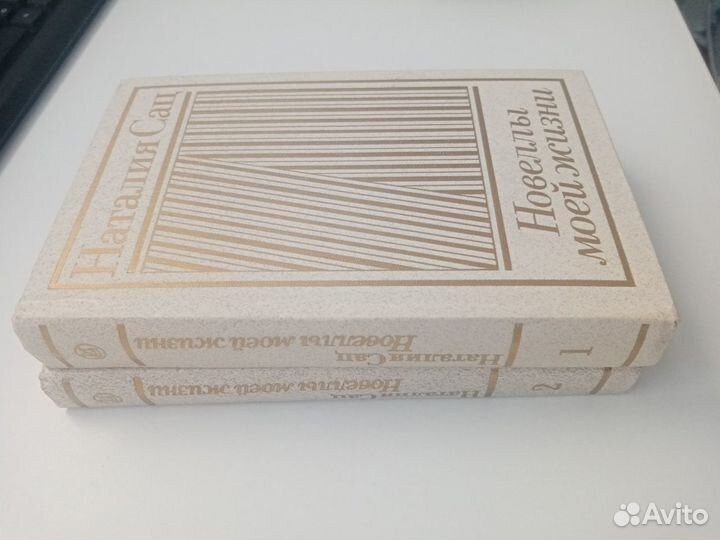 Наталия Сац
Новеллы
моей жизни
Наталия Сац
Новеллы моей жизни
1
Наталия Сац
Новеллы моей жизни
2
Avito